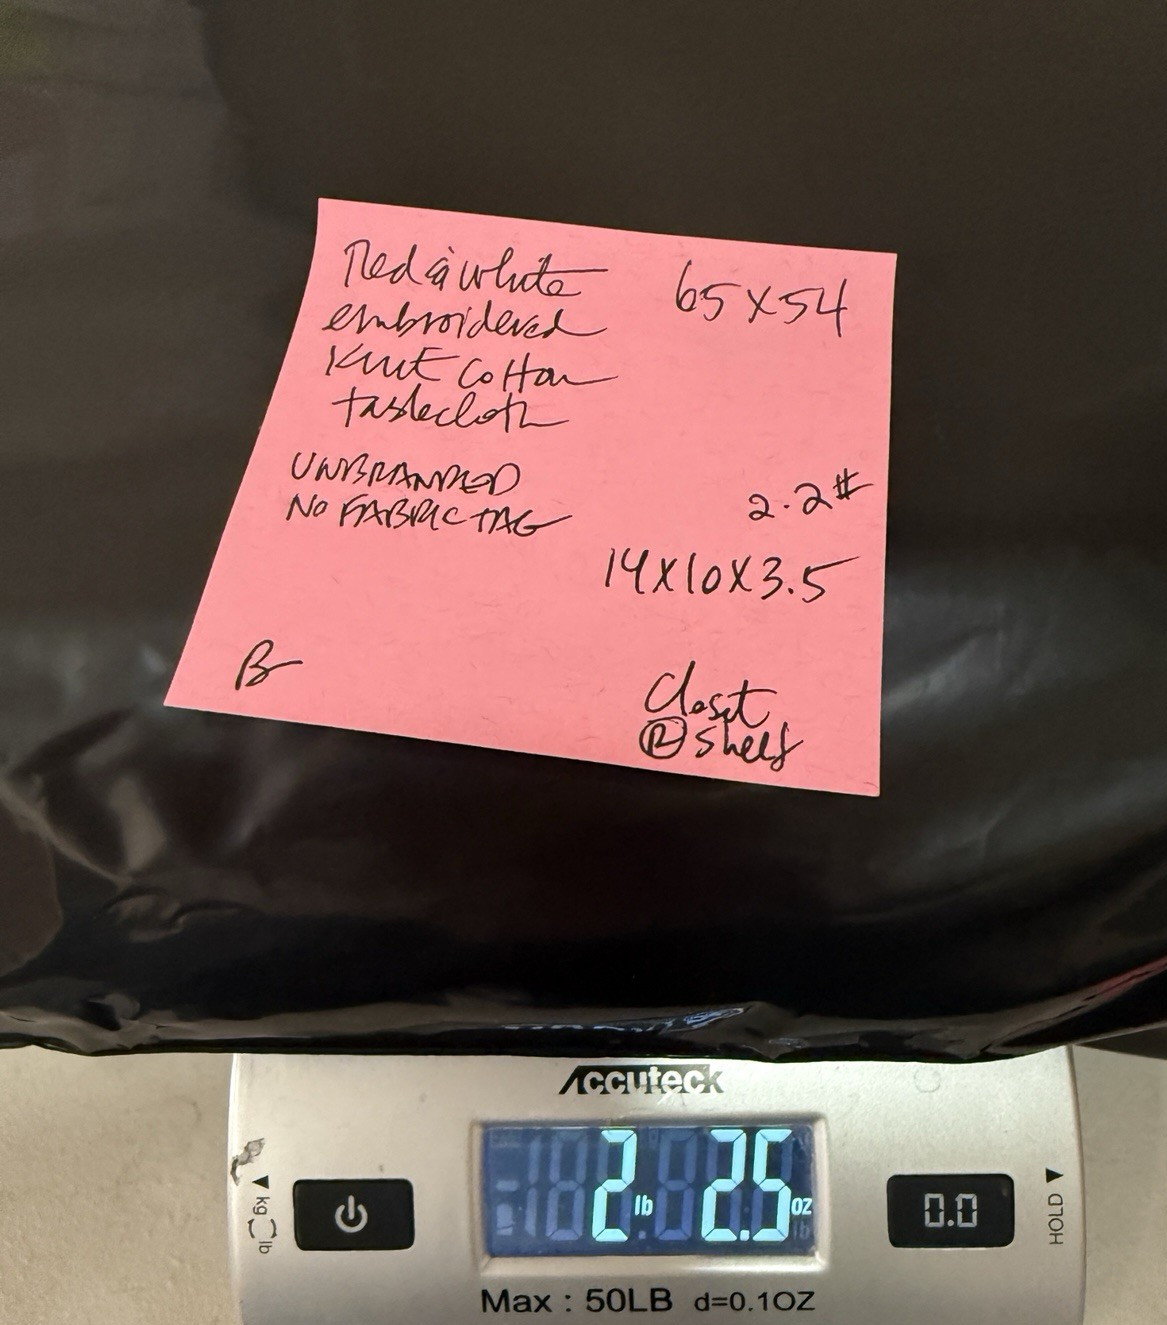 Red & white
embroidered
Knit Cotton
tablecloth
65X54
UNBRANDED
NO FABRIC TAG
2.2#
14X10X3.5
B
Closet
R shelf
Accuteck
2 lb 2.5 oz
kg lb
0.0
HOLD
Max : 50LB d=0.1OZ